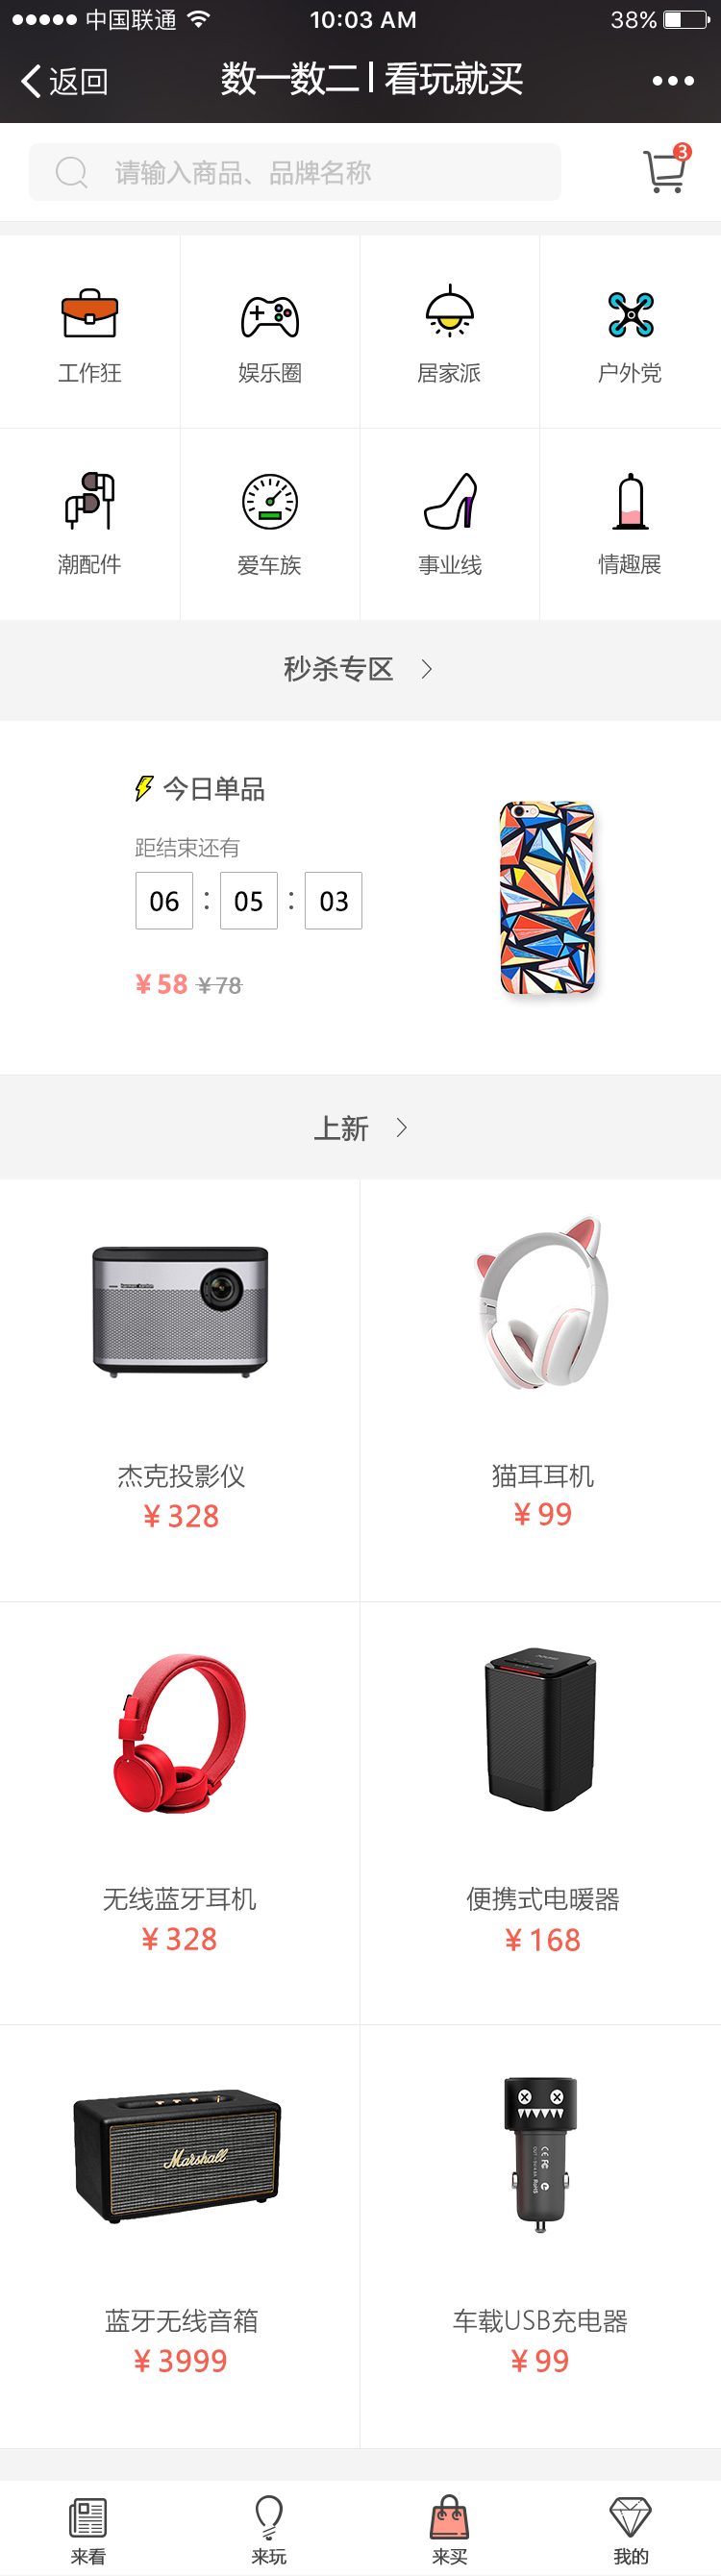 中国联通 10:03 AM 38%
返回 数一数二 | 看玩就买
请输入商品、品牌名称 3
工作狂 娱乐圈 居家派 户外党
潮配件 爱车族 事业线 情趣展
秒杀专区
今日单品
距结束还有
06 : 05 : 03
¥ 58 ¥78
上新
杰克投影仪 猫耳耳机
¥ 328 ¥ 99
无线蓝牙耳机 便携式电暖器
¥ 328 ¥ 168
Marshall
蓝牙无线音箱 车载USB充电器
¥ 3999 ¥ 99
来看 来玩 来买 我的